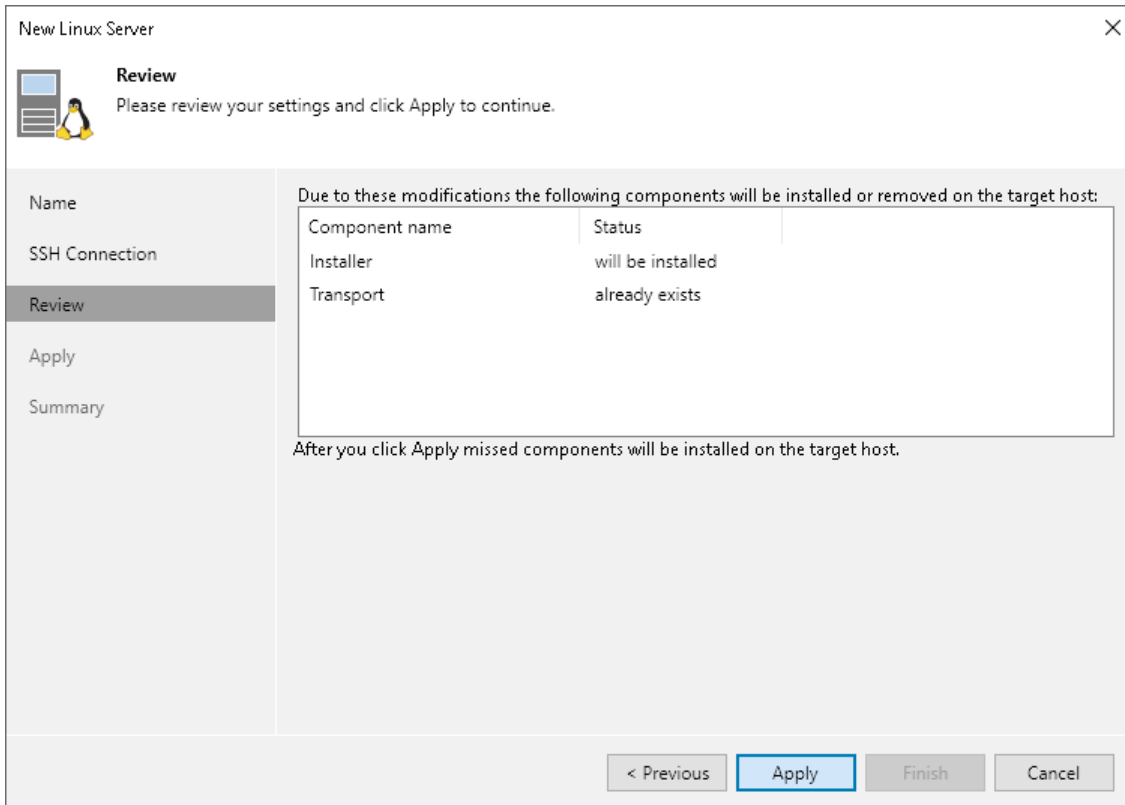 New Linux Server
Review
Please review your settings and click Apply to continue.
Name
SSH Connection
Review
Apply
Summary
Due to these modifications the following components will be installed or removed on the target host:
Component name Status
Installer will be installed
Transport already exists
After you click Apply missed components will be installed on the target host.
< Previous Apply Finish Cancel